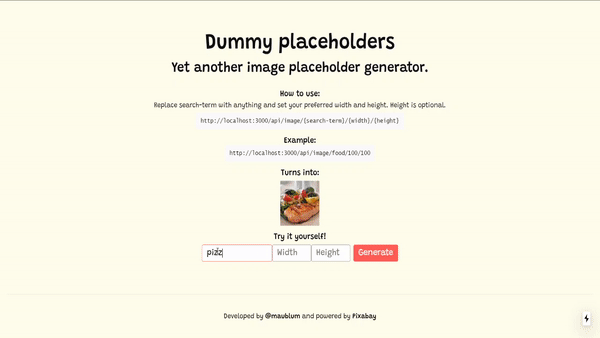 Dummy placeholders
Yet another image placeholder generator.
How to use:
Replace search-term with anything and set your preferred width and height. Height is optional.
http://localhost:3000/api/image/{search-term}/{width}/{height}
Example:
http://localhost:3000/api/image/food/100/100
Turns into:
Try it yourself!
pizz Width Height Generate
Developed by @maublum and powered by Pixabay